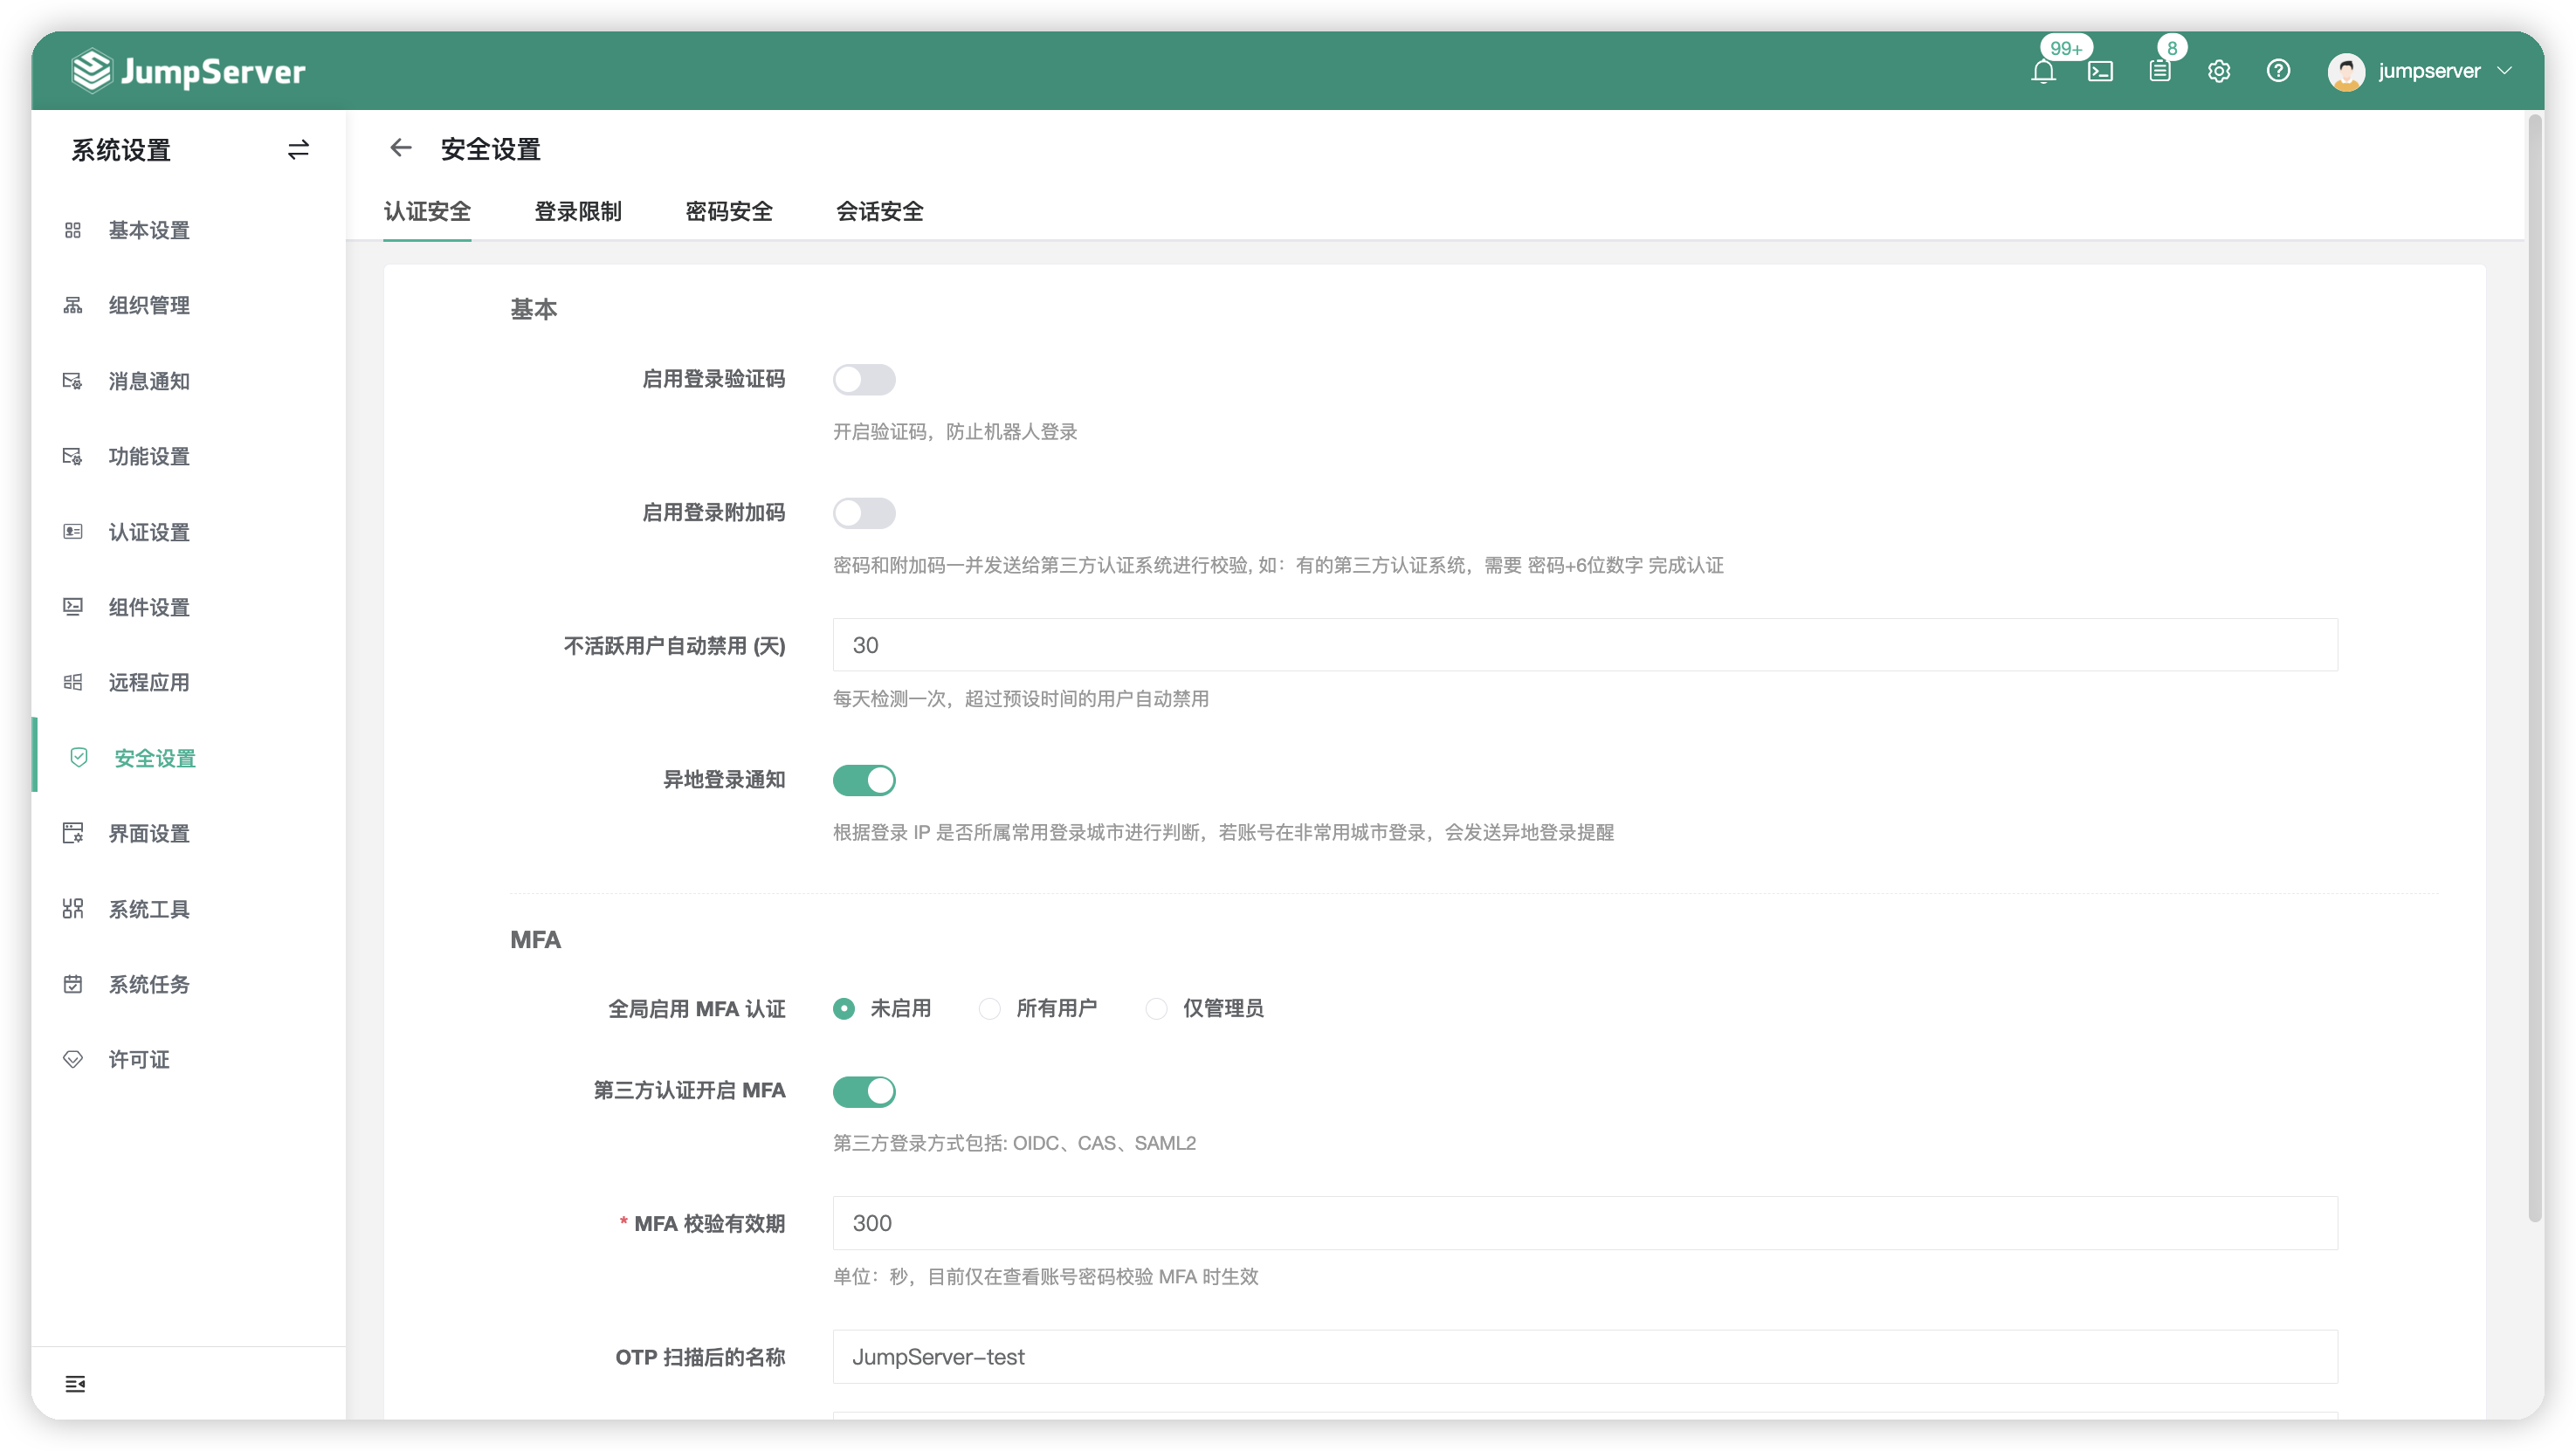 JumpServer
99+
8
jumpserver
系统设置
基本设置
组织管理
消息通知
功能设置
认证设置
组件设置
远程应用
安全设置
界面设置
系统工具
系统任务
许可证
安全设置
认证安全 登录限制 密码安全 会话安全
基本
启用登录验证码
开启验证码，防止机器人登录
启用登录附加码
密码和附加码一并发送给第三方认证系统进行校验, 如：有的第三方认证系统，需要 密码+6位数字 完成认证
不活跃用户自动禁用 (天) 30
每天检测一次，超过预设时间的用户自动禁用
异地登录通知
根据登录 IP 是否所属常用登录城市进行判断，若账号在非常用城市登录，会发送异地登录提醒
MFA
全局启用 MFA 认证 未启用 所有用户 仅管理员
第三方认证开启 MFA
第三方登录方式包括: OIDC、CAS、SAML2
* MFA 校验有效期 300
单位：秒，目前仅在查看账号密码校验 MFA 时生效
OTP 扫描后的名称 JumpServer-test